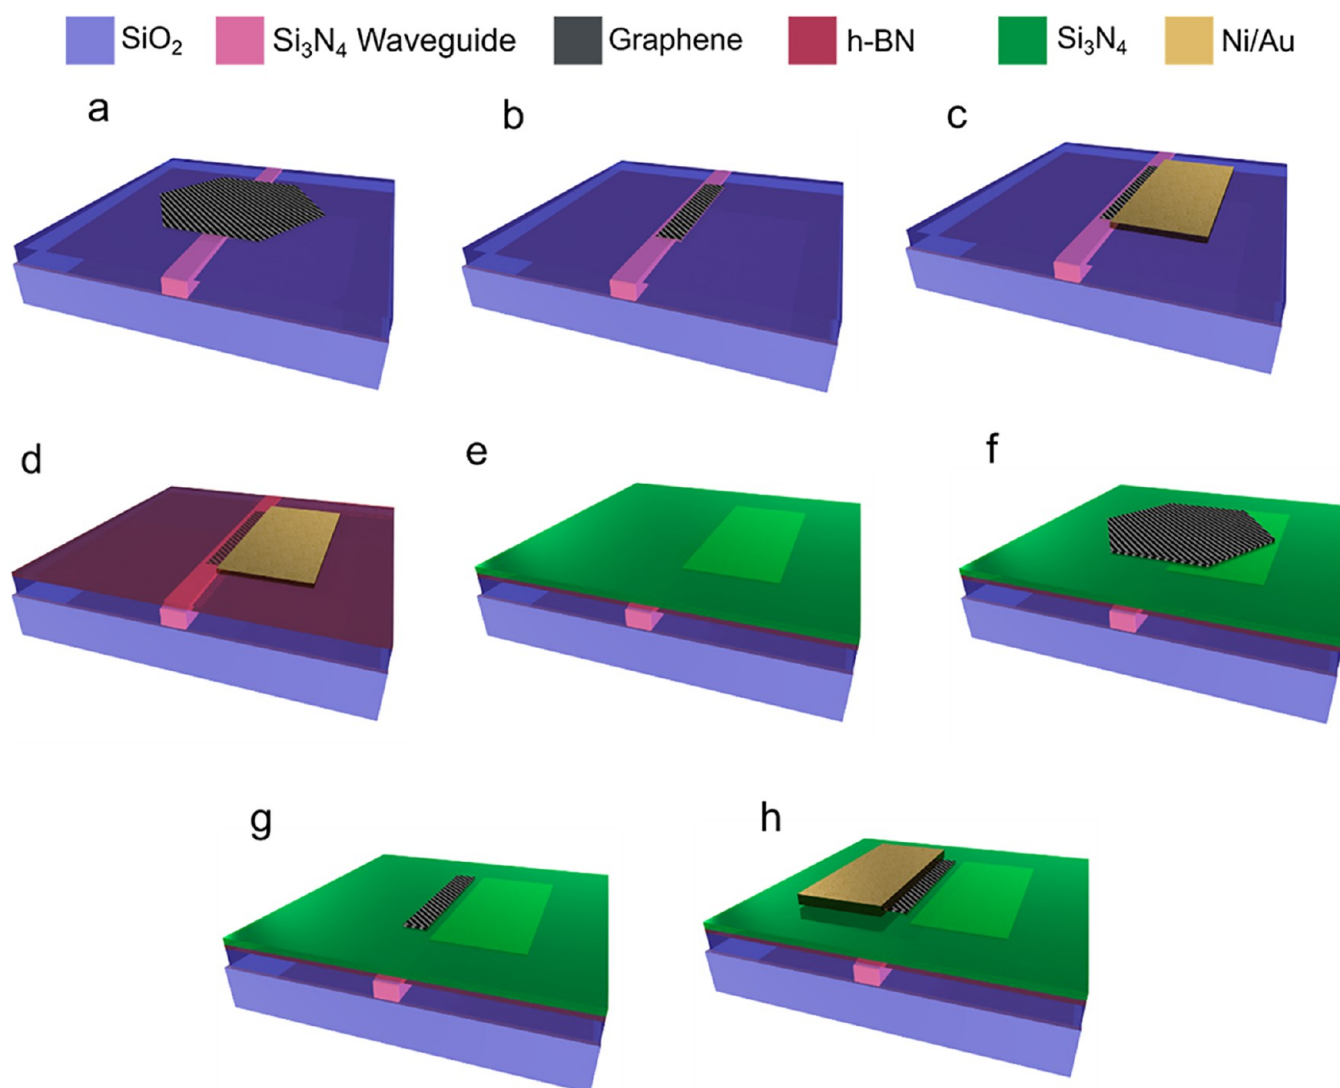 SiO₂ Si₃N₄ Waveguide Graphene h-BN Si₃N₄ Ni/Au
a b c
d e f
g h